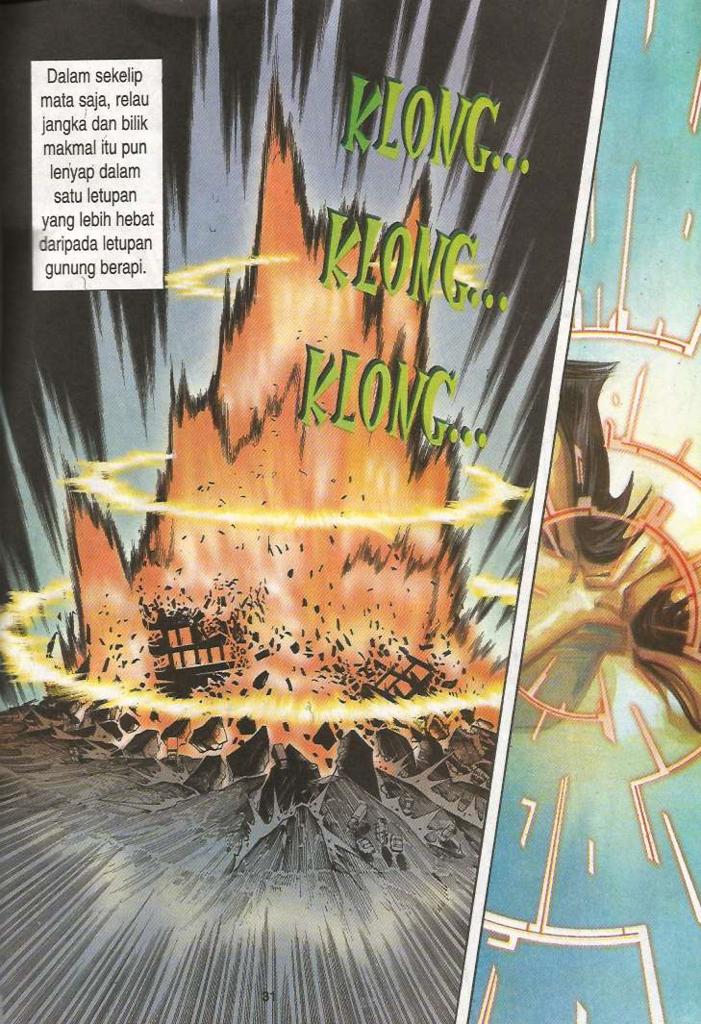 Dalam sekelip
mata saja, relau
jangka dan bilik
makmal itu pun
lenyap dalam
satu letupan
yang lebih hebat
daripada letupan
gunung berapi.
KLONG...
KLONG...
KLONG...
31